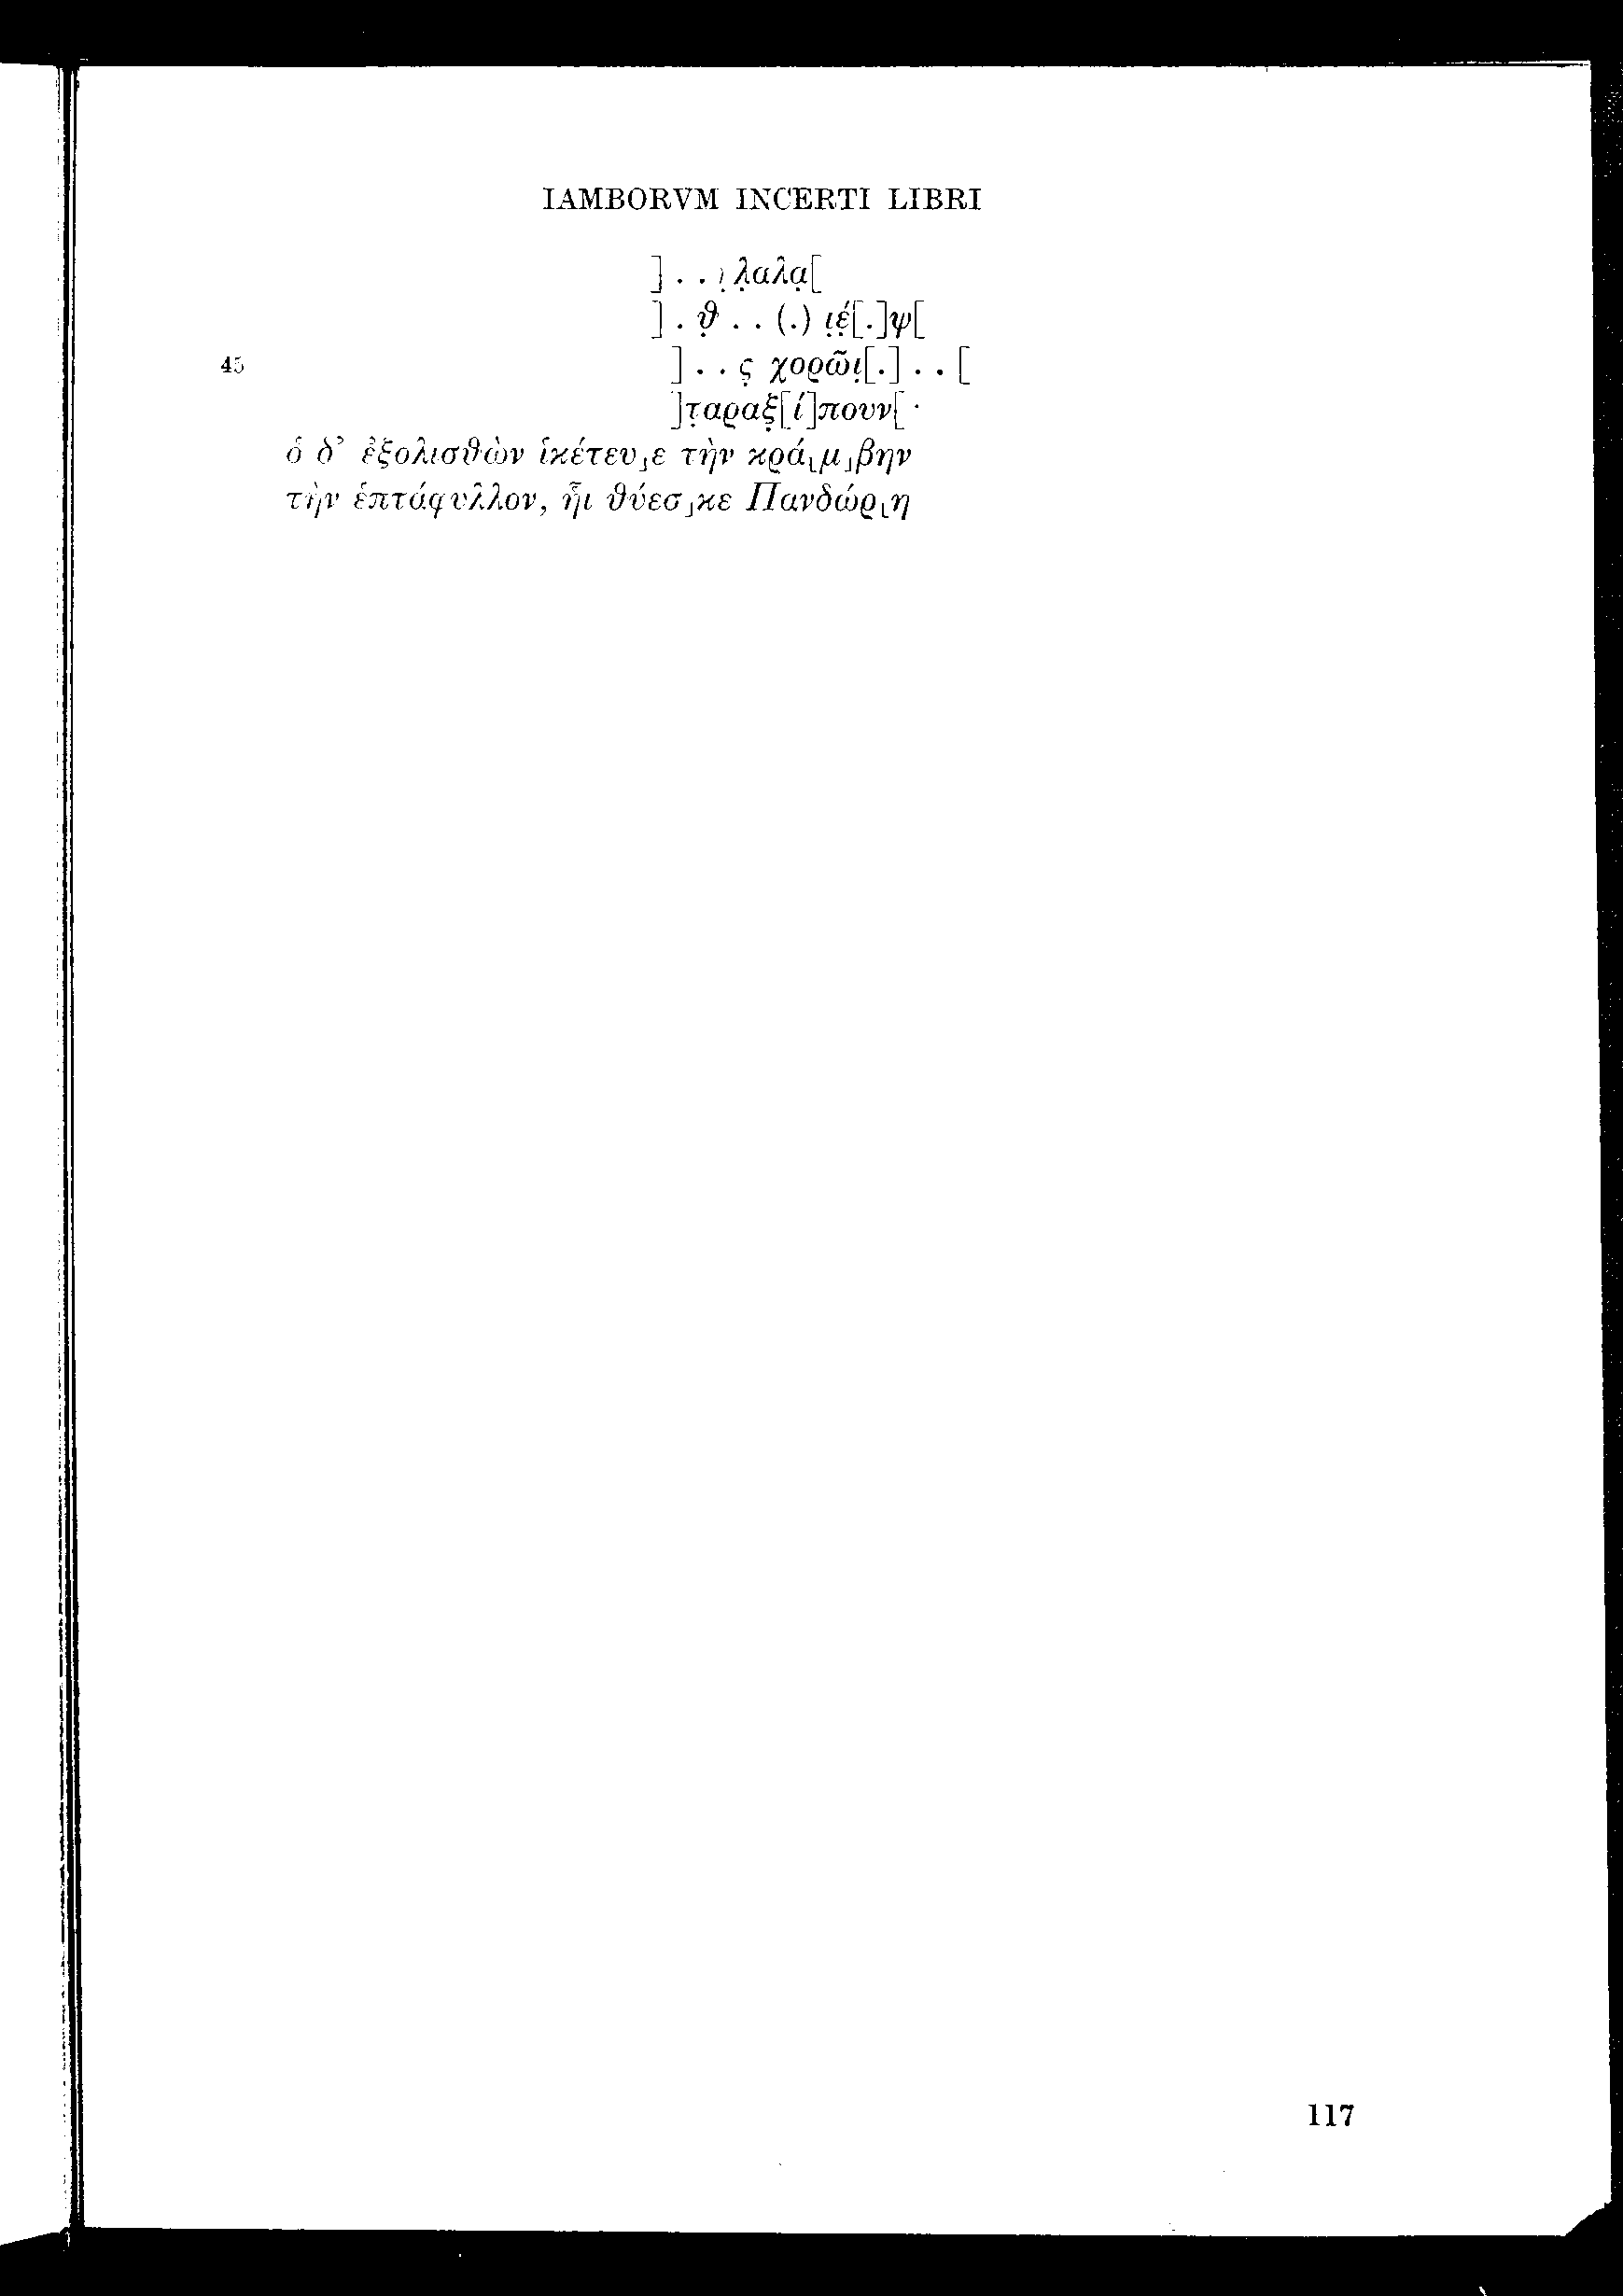 IAMBORVM INCERTI LIBRI
] . . ι̣ λ̣αλα̣[
] . θ̣ . . (.) ι̣έ̣[.]ψ[
45 ] . . ς̣ χορῶι̣[.] . . [
]τ̣αραξ̣[ί]πουν[ ·
ὁ δ’ ἐξολισθὼν ἱκέτευ⌟ε τὴν κρά⌞μ⌟βην
τὴν ἑπτάφυλλον, ἧι θύεσ⌟κε Πανδώρ⌞η
117